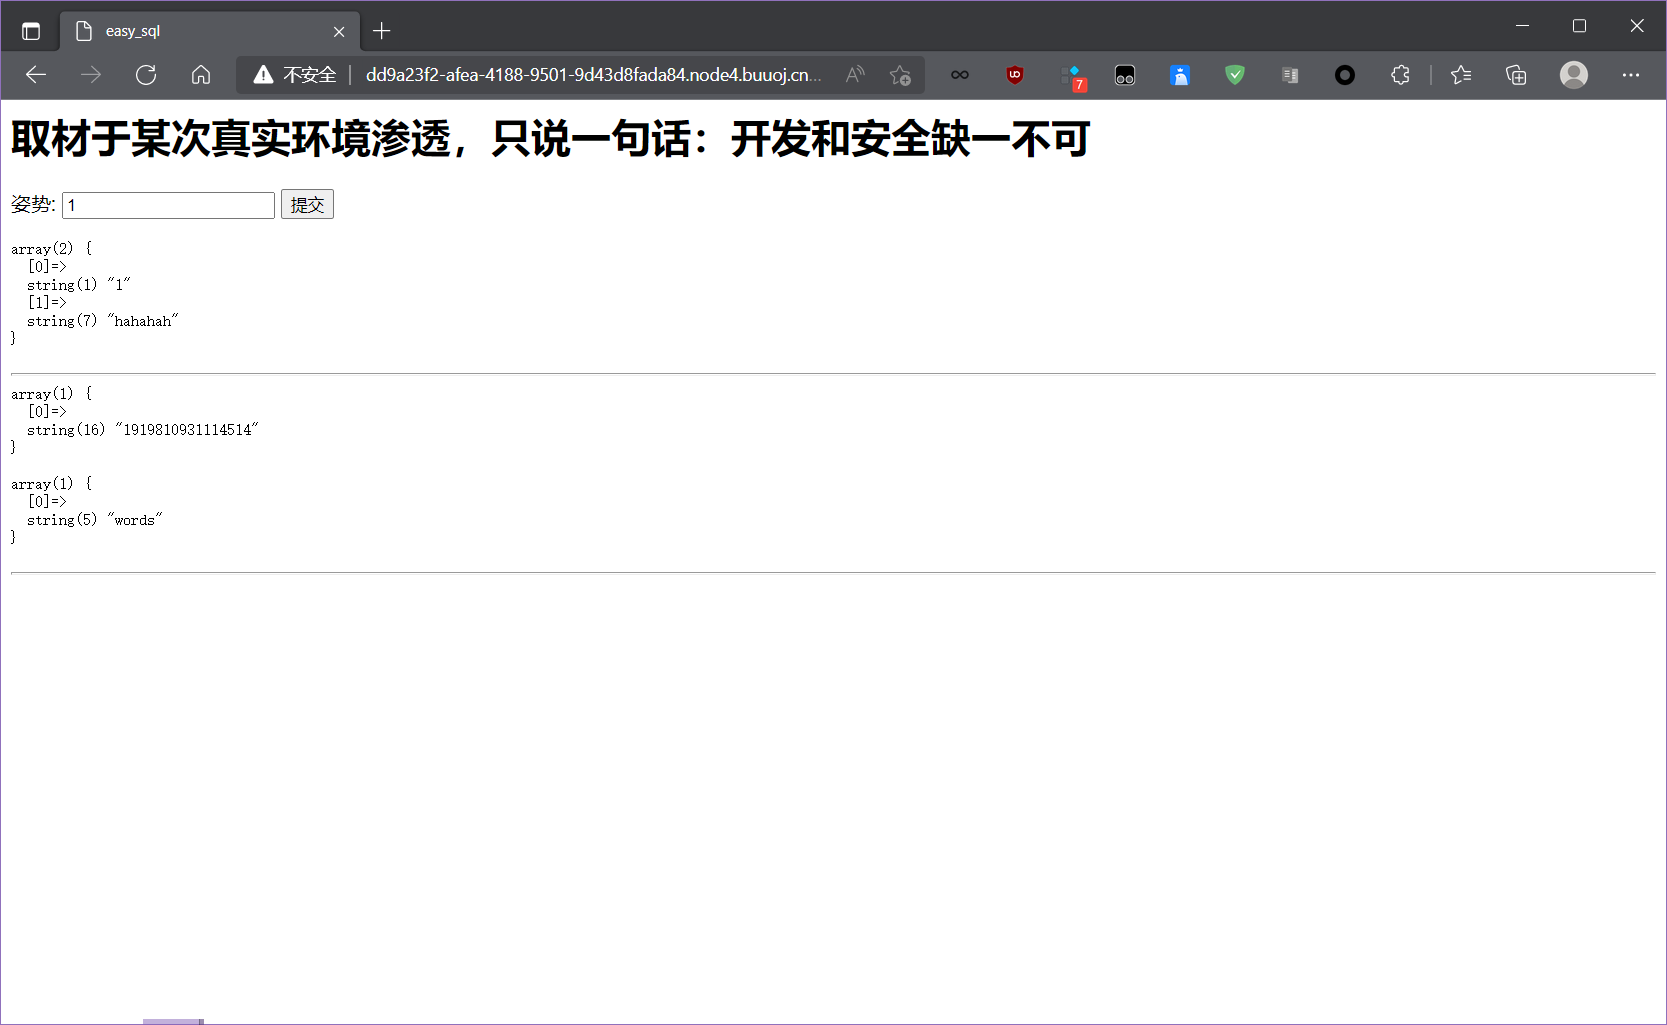 easy_sql
不安全 dd9a23f2-afea-4188-9501-9d43d8fada84.node4.buuoj.cn...
7
取材于某次真实环境渗透，只说一句话：开发和安全缺一不可
姿势: 1 提交
array(2) {
  [0]=>
  string(1) "1"
  [1]=>
  string(7) "hahahah"
}
array(1) {
  [0]=>
  string(16) "1919810931114514"
}
array(1) {
  [0]=>
  string(5) "words"
}